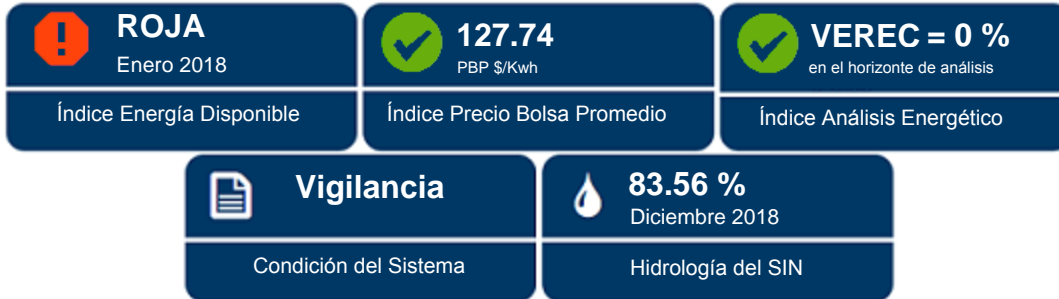 ROJA
Enero 2018
Índice Energía Disponible
127.74
PBP $/Kwh
Índice Precio Bolsa Promedio
VEREC = 0 %
en el horizonte de análisis
Índice Análisis Energético
Vigilancia
Condición del Sistema
83.56 %
Diciembre 2018
Hidrología del SIN